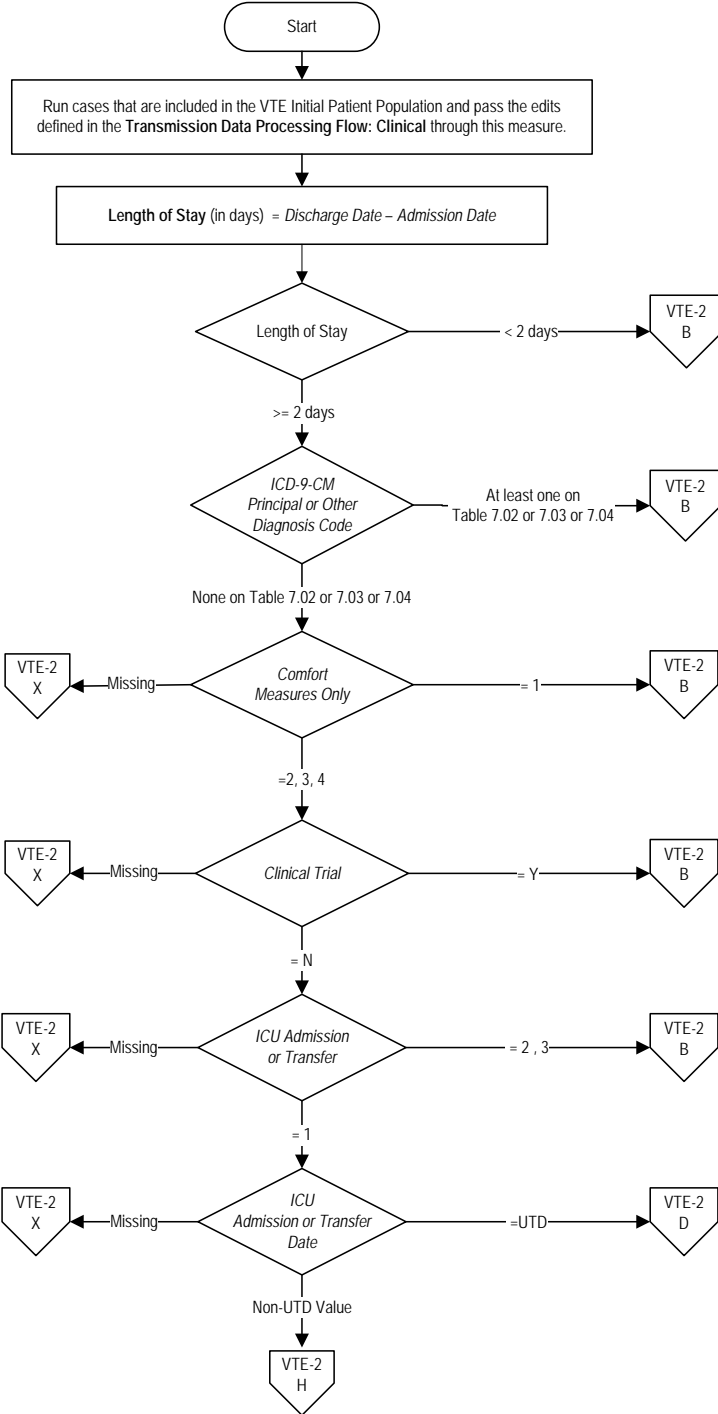 Start
Run cases that are included in the VTE Initial Patient Population and pass the edits
defined in the Transmission Data Processing Flow: Clinical through this measure.
Length of Stay (in days) = Discharge Date – Admission Date
Length of Stay
< 2 days
VTE-2
B
>= 2 days
ICD-9-CM
Principal or Other
Diagnosis Code
At least one on
Table 7.02 or 7.03 or 7.04
VTE-2
B
None on Table 7.02 or 7.03 or 7.04
VTE-2
X
Missing
Comfort
Measures Only
= 1
VTE-2
B
=2, 3, 4
VTE-2
X
Missing
Clinical Trial
= Y
VTE-2
B
= N
VTE-2
X
Missing
ICU Admission
or Transfer
= 2 , 3
VTE-2
B
= 1
VTE-2
X
Missing
ICU
Admission or Transfer
Date
=UTD
VTE-2
D
Non-UTD Value
VTE-2
H